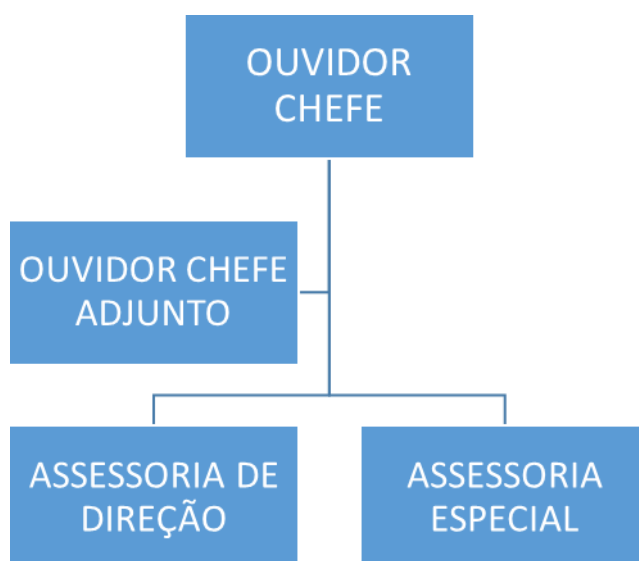 OUVIDOR
CHEFE
OUVIDOR CHEFE
ADJUNTO
ASSESSORIA DE
DIREÇÃO
ASSESSORIA
ESPECIAL